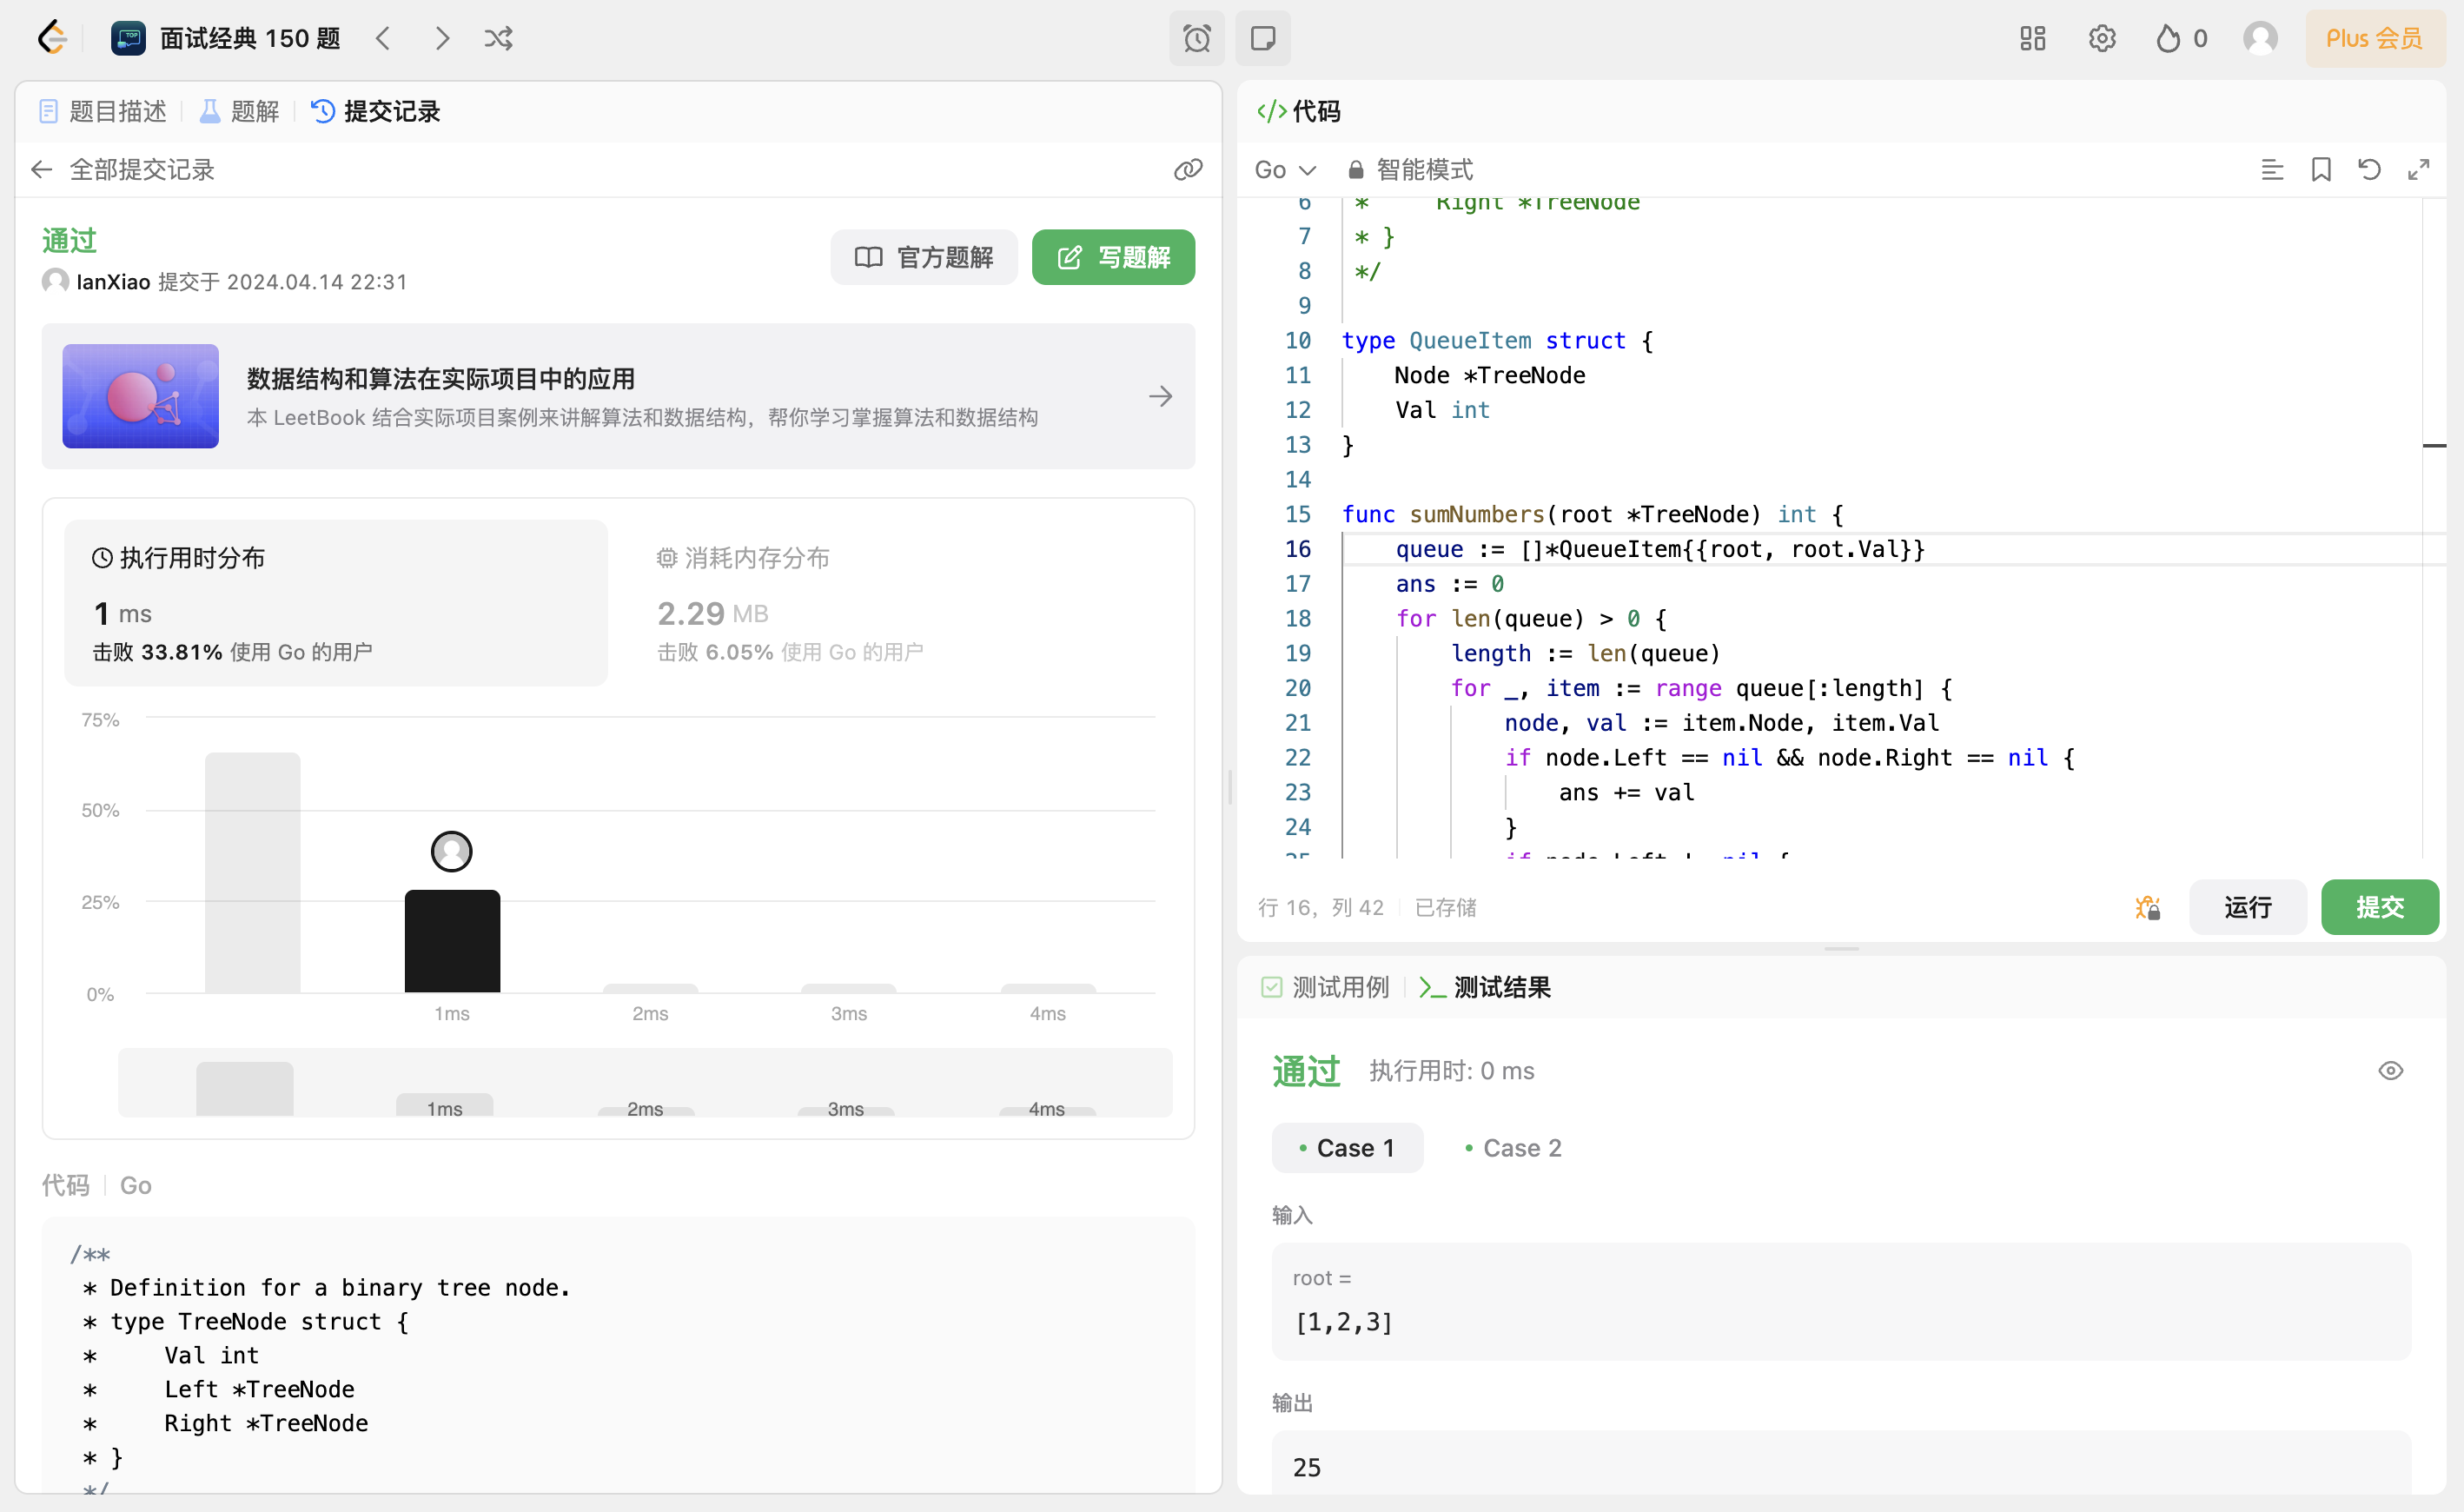 面试经典 150 题
0
Plus 会员
题目描述
题解
提交记录
全部提交记录
通过
IanXiao 提交于 2024.04.14 22:31
官方题解
写题解
数据结构和算法在实际项目中的应用
本 LeetBook 结合实际项目案例来讲解算法和数据结构，帮你学习掌握算法和数据结构
执行用时分布
1 ms
击败 33.81% 使用 Go 的用户
消耗内存分布
2.29 MB
击败 6.05% 使用 Go 的用户
75%
50%
25%
0%
1ms
2ms
3ms
4ms
1ms
2ms
3ms
4ms
代码
Go
/**
 * Definition for a binary tree node.
 * type TreeNode struct {
 *     Val int
 *     Left *TreeNode
 *     Right *TreeNode
 * }
 */
</> 代码
Go
智能模式
6 *     Right *TreeNode
7 * }
8 */
9
10 type QueueItem struct {
11     Node *TreeNode
12     Val int
13 }
14
15 func sumNumbers(root *TreeNode) int {
16     queue := []*QueueItem{{root, root.Val}}
17     ans := 0
18     for len(queue) > 0 {
19         length := len(queue)
20         for _, item := range queue[:length] {
21             node, val := item.Node, item.Val
22             if node.Left == nil && node.Right == nil {
23                 ans += val
24             }
25             if node.Left != nil {
行 16，列 42
已存储
运行
提交
测试用例
测试结果
通过
执行用时: 0 ms
Case 1
Case 2
输入
root =
[1,2,3]
输出
25